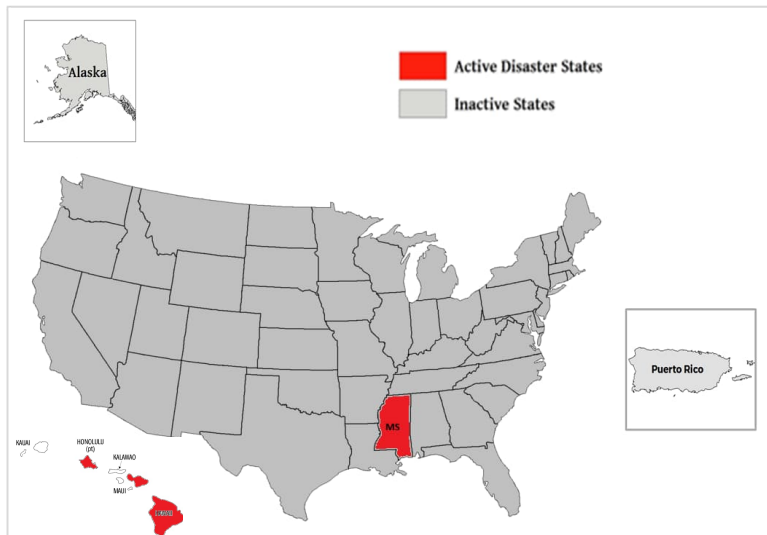 Alaska
Active Disaster States
Inactive States
Puerto Rico
MS
KAUAI
HONOLULU
(pt)
KALAWAO
MAUI